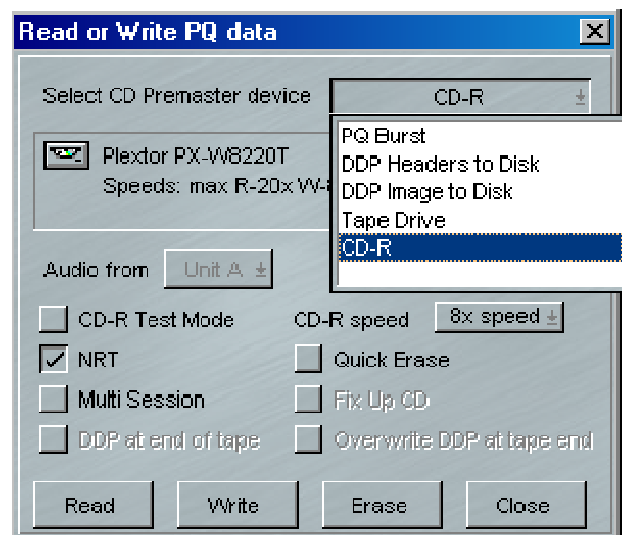 Read or Write PQ data
Select CD Premaster device
CD-R
PQ Burst
DDP Headers to Disk
DDP Image to Disk
Tape Drive
CD-R
Plextor PX-W8220T
Speeds: max R-20x
Audio from
Unit A
CD-R Test Mode
CD-R speed
8x speed
NRT
Quick Erase
Multi Session
Fix Up CD
DDP at end of tape
Overwrite DDP at tape end
Read
Write
Erase
Close